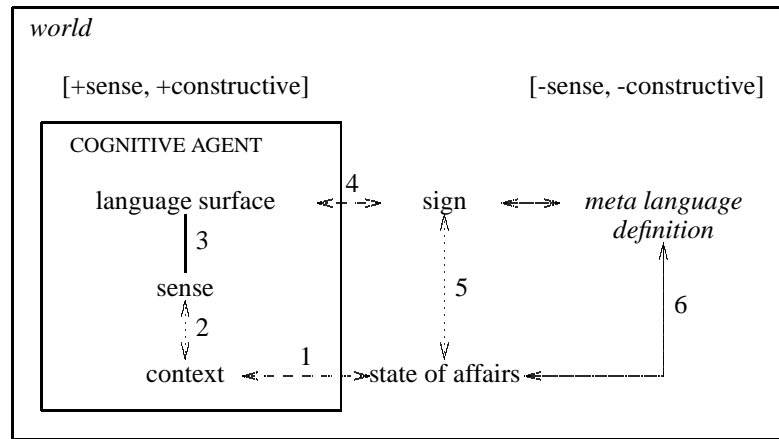 world
[+sense, +constructive] [-sense, -constructive]
COGNITIVE AGENT
4
language surface sign meta language
definition
3
5
sense
6
2
1
context state of affairs